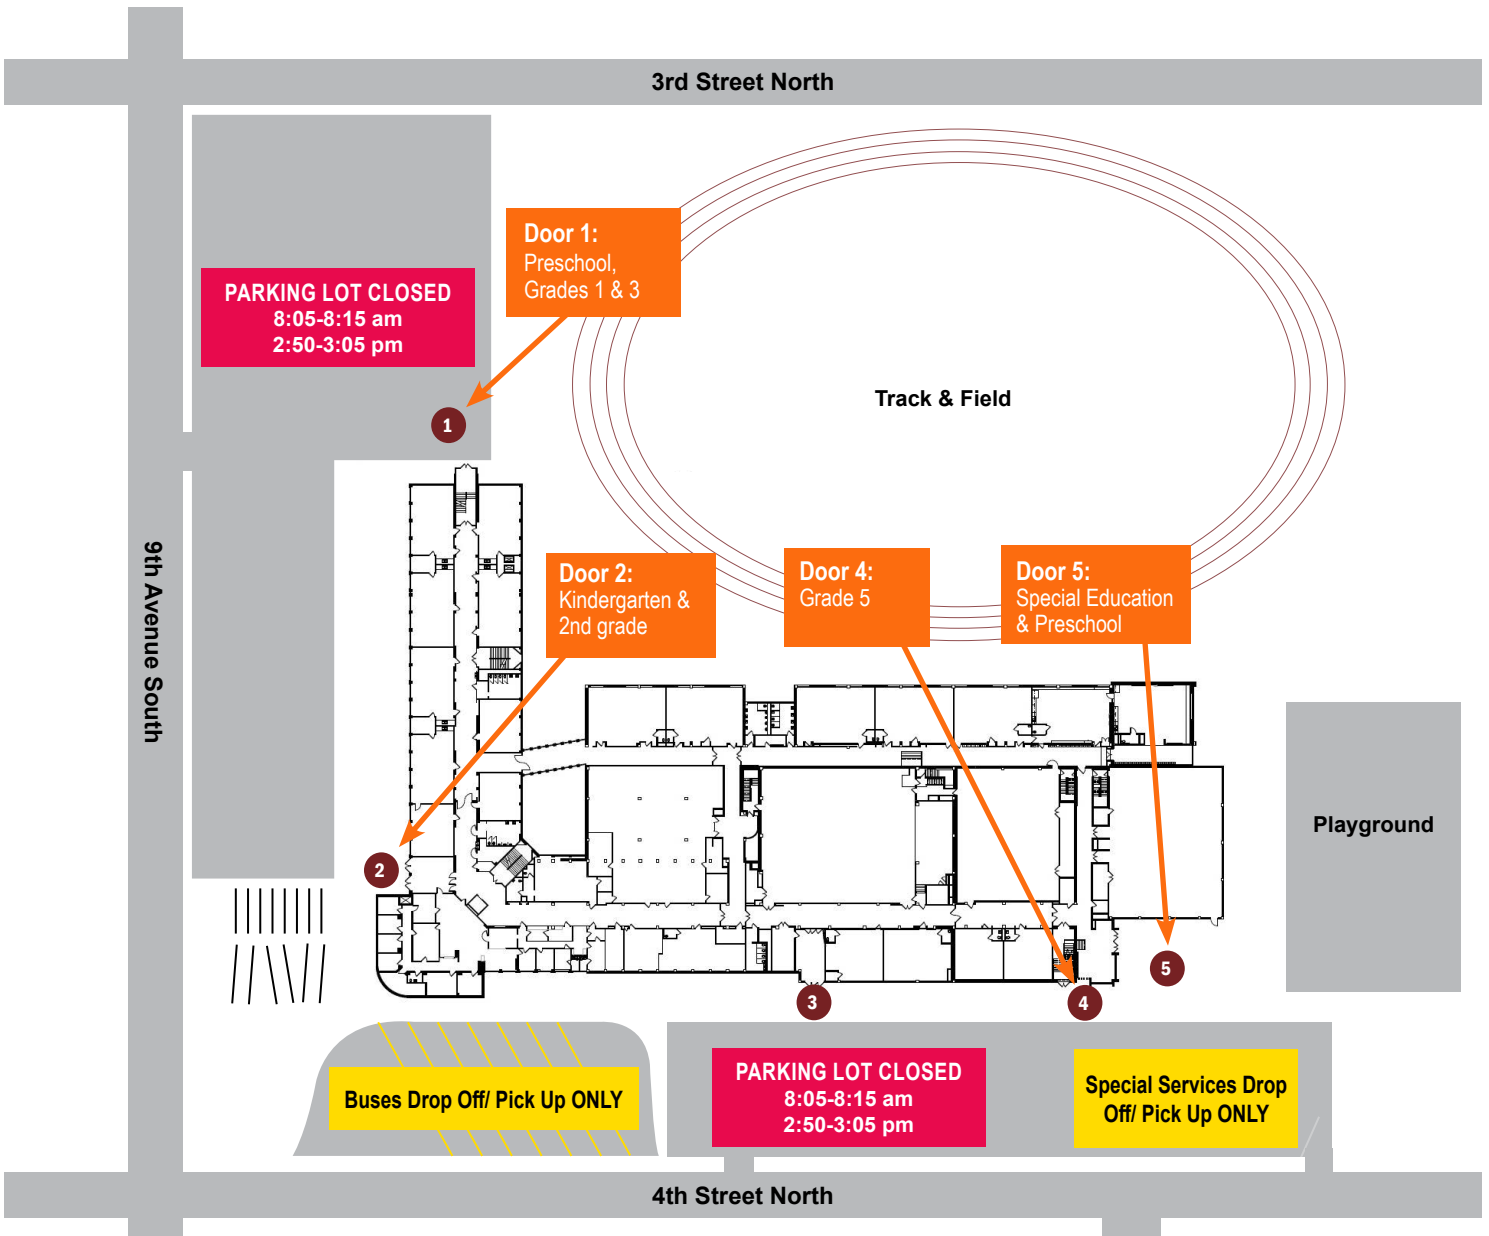 3rd Street North
Door 1:
Preschool,
Grades 1 & 3
PARKING LOT CLOSED
8:05-8:15 am
2:50-3:05 pm
1
Track & Field
9th Avenue South
Door 2:
Kindergarten &
2nd grade
Door 4:
Grade 5
Door 5:
Special Education
& Preschool
Playground
2
3
4
5
Buses Drop Off/ Pick Up ONLY
PARKING LOT CLOSED
8:05-8:15 am
2:50-3:05 pm
Special Services Drop
Off/ Pick Up ONLY
4th Street North